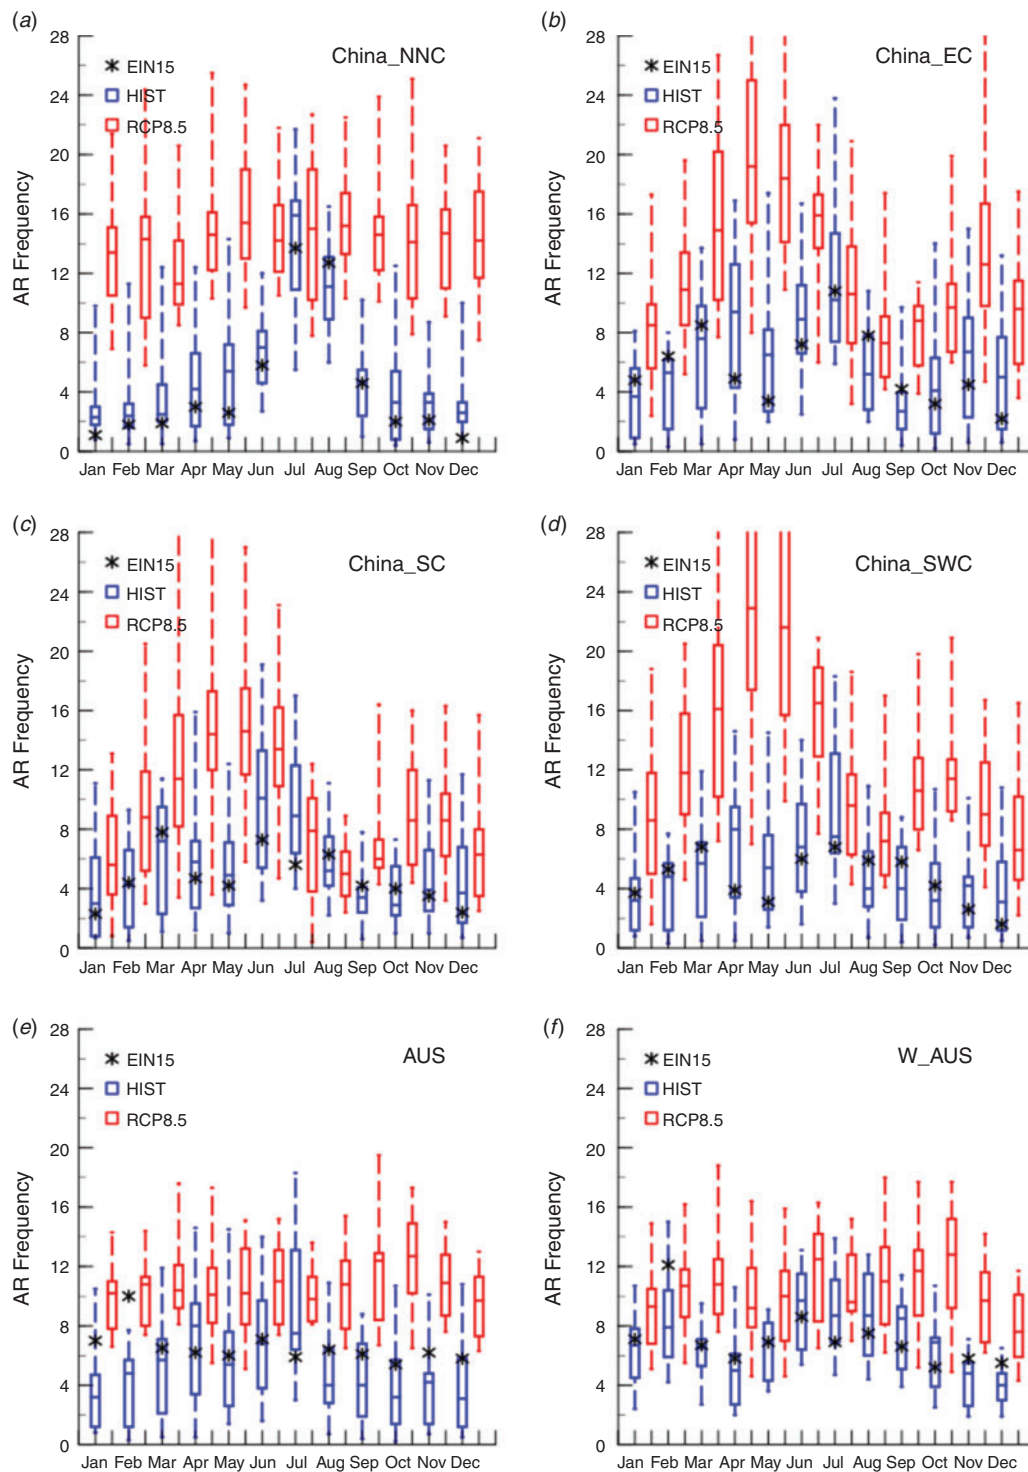 (a)
China_NNC
EIN15
HIST
RCP8.5
AR Frequency
28
24
20
16
12
8
4
0
Jan Feb Mar Apr May Jun Jul Aug Sep Oct Nov Dec
(b)
China_EC
EIN15
HIST
RCP8.5
AR Frequency
28
24
20
16
12
8
4
0
Jan Feb Mar Apr May Jun Jul Aug Sep Oct Nov Dec
(c)
China_SC
EIN15
HIST
RCP8.5
AR Frequency
28
24
20
16
12
8
4
0
Jan Feb Mar Apr May Jun Jul Aug Sep Oct Nov Dec
(d)
China_SWC
EIN15
HIST
RCP8.5
AR Frequency
28
24
20
16
12
8
4
0
Jan Feb Mar Apr May Jun Jul Aug Sep Oct Nov Dec
(e)
AUS
EIN15
HIST
RCP8.5
AR Frequency
28
24
20
16
12
8
4
0
Jan Feb Mar Apr May Jun Jul Aug Sep Oct Nov Dec
(f)
W_AUS
EIN15
HIST
RCP8.5
AR Frequency
28
24
20
16
12
8
4
0
Jan Feb Mar Apr May Jun Jul Aug Sep Oct Nov Dec